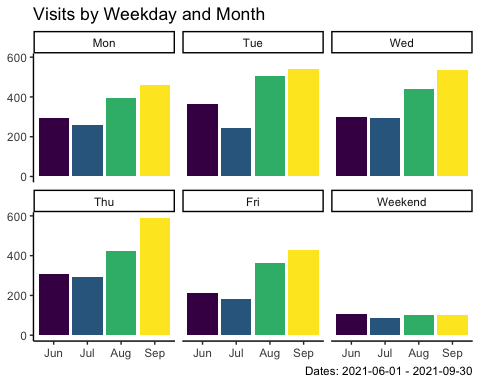 Visits by Weekday and Month
Mon Tue Wed
600
400
200
0
Thu Fri Weekend
600
400
200
0
Jun Jul Aug Sep Jun Jul Aug Sep Jun Jul Aug Sep
Dates: 2021-06-01 - 2021-09-30